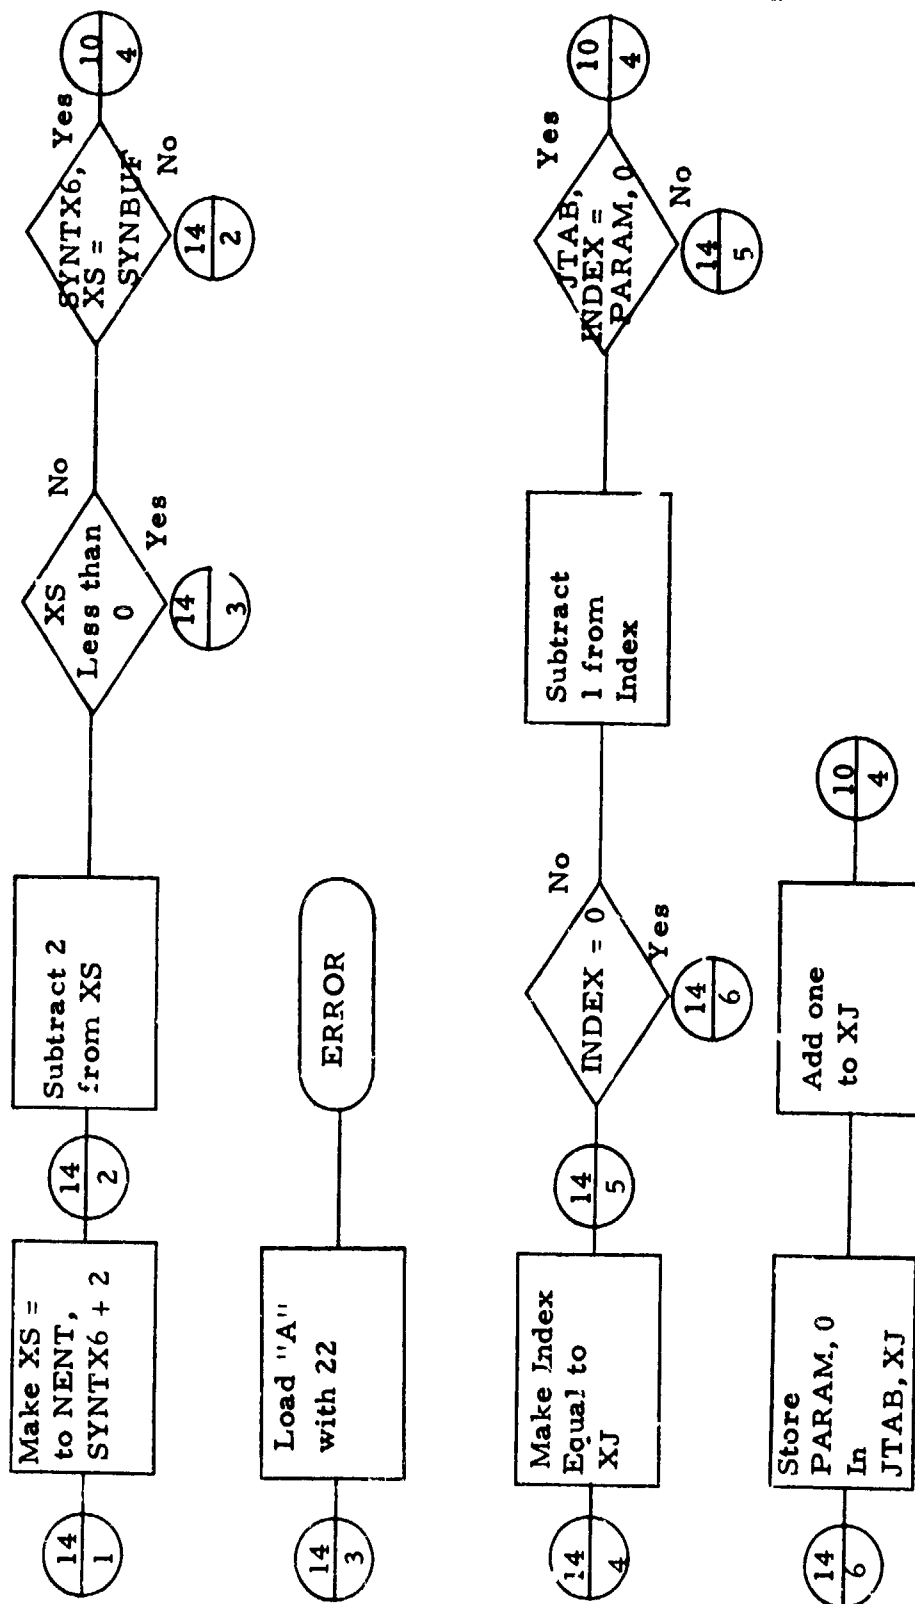 14
1
Make XS =
to NENT,
SYNTX6 + 2
14
2
Subtract 2
from XS
XS
Less than
0
No
Yes
14
3
SYNTX6,
XS =
SYNBUF
Yes
No
10
4
14
2
14
3
Load "A"
with 22
ERROR
14
4
Make Index
Equal to
XJ
14
5
INDEX = 0
No
Yes
14
6
Subtract
1 from
Index
JTAB,
INDEX =
PARAM, 0
Yes
No
10
4
14
5
14
6
Store
PARAM, 0
In
JTAB, XJ
Add one
to XJ
10
4